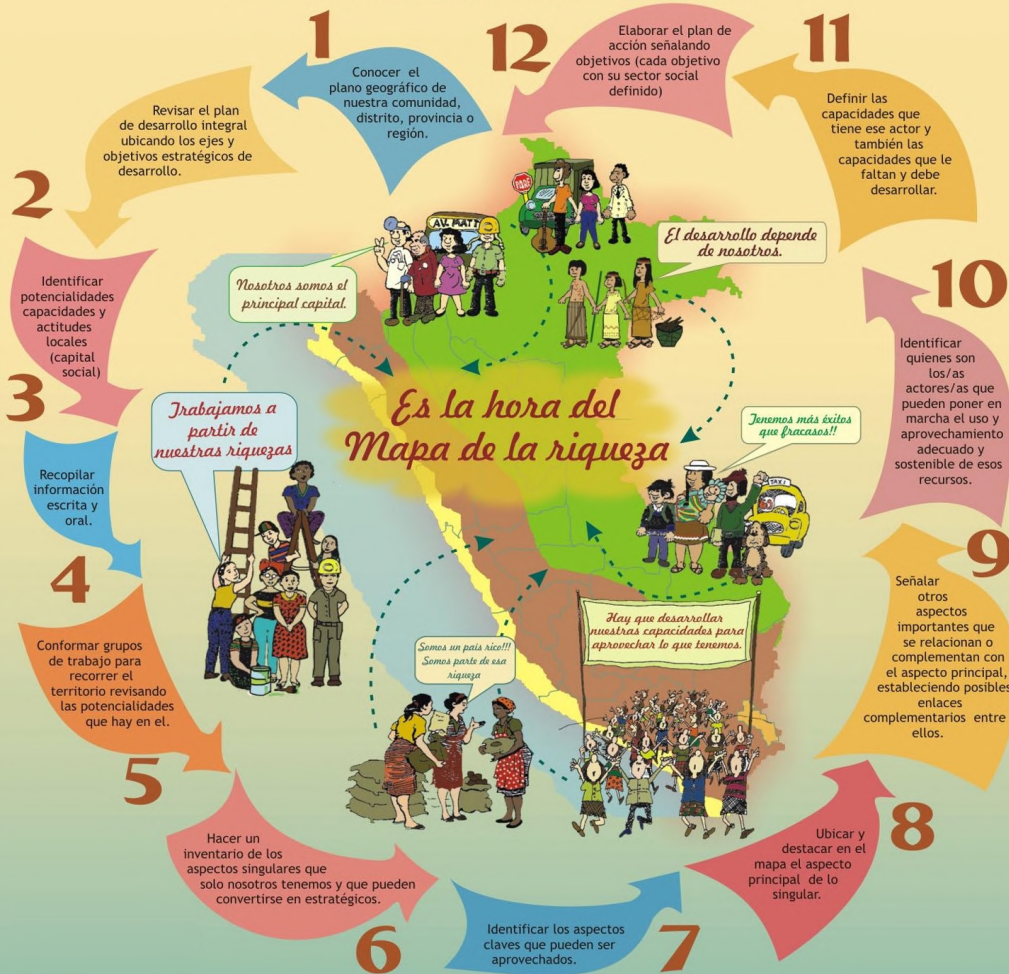 1
Conocer el
plano geográfico de
nuestra comunidad,
distrito, provincia o
región.
2
Revisar el plan
de desarrollo integral
ubicando los ejes y
objetivos estratégicos de
desarrollo.
3
Identificar
potencialidades
capacidades y
actitudes
locales
(capital
social)
4
Recopilar
información
escrita y
oral.
5
Conformar grupos
de trabajo para
recorrer el
territorio revisando
las potencialidades
que hay en el.
6
Hacer un
inventario de los
aspectos singulares que
solo nosotros tenemos y que pueden
convertirse en estratégicos.
7
Identificar los aspectos
claves que pueden ser
aprovechados.
8
Ubicar y
destacar en el
mapa el aspecto
principal de lo
singular.
9
Señalar
otros
aspectos
importantes que
se relacionan o
complementan con
el aspecto principal,
estableciendo posibles
enlaces
complementarios entre
ellos.
10
Identificar
quienes son
los/as
actores/as que
pueden poner en
marcha el uso y
aprovechamiento
adecuado y
sostenible de esos
recursos.
11
Definir las
capacidades que
tiene ese actor y
también las
capacidades que le
faltan y debe
desarrollar.
12
Elaborar el plan de
acción señalando
objetivos (cada objetivo
con su sector social
definido)
PARE
AV. MATT
Nosotros somos el
principal capital.
El desarrollo depende
de nosotros.
Es la hora del
Mapa de la riqueza
Trabajamos a
partir de
nuestras riquezas
Tenemos más éxitos
que fracasos!!
TAXI
Somos un país rico!!!
Somos parte de esa
riqueza
Hay que desarrollar
nuestras capacidades para
aprovechar lo que tenemos.